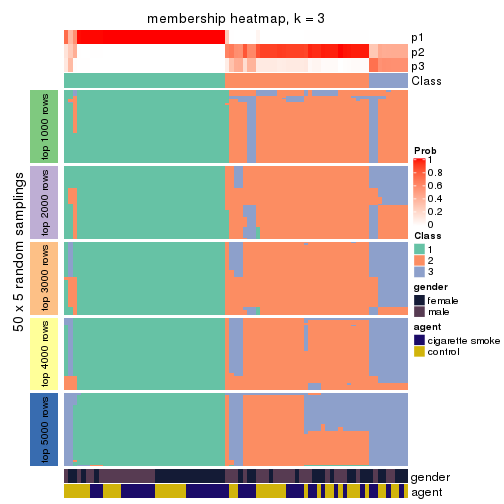 membership heatmap, k = 3
p1
p2
p3
Class
50 x 5 random samplings
top 1000 rows
top 2000 rows
top 3000 rows
top 4000 rows
top 5000 rows
Prob
1
0.8
0.6
0.4
0.2
0
Class
1
2
3
gender
female
male
agent
cigarette smoke
control
gender
agent